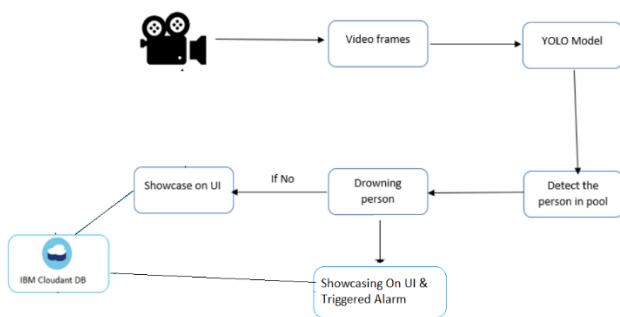 Video frames
YOLO Model
If No
Showcase on UI
Drowning
person
Detect the
person in pool
IBM Cloudant DB
Showcasing On UI &
Triggered Alarm